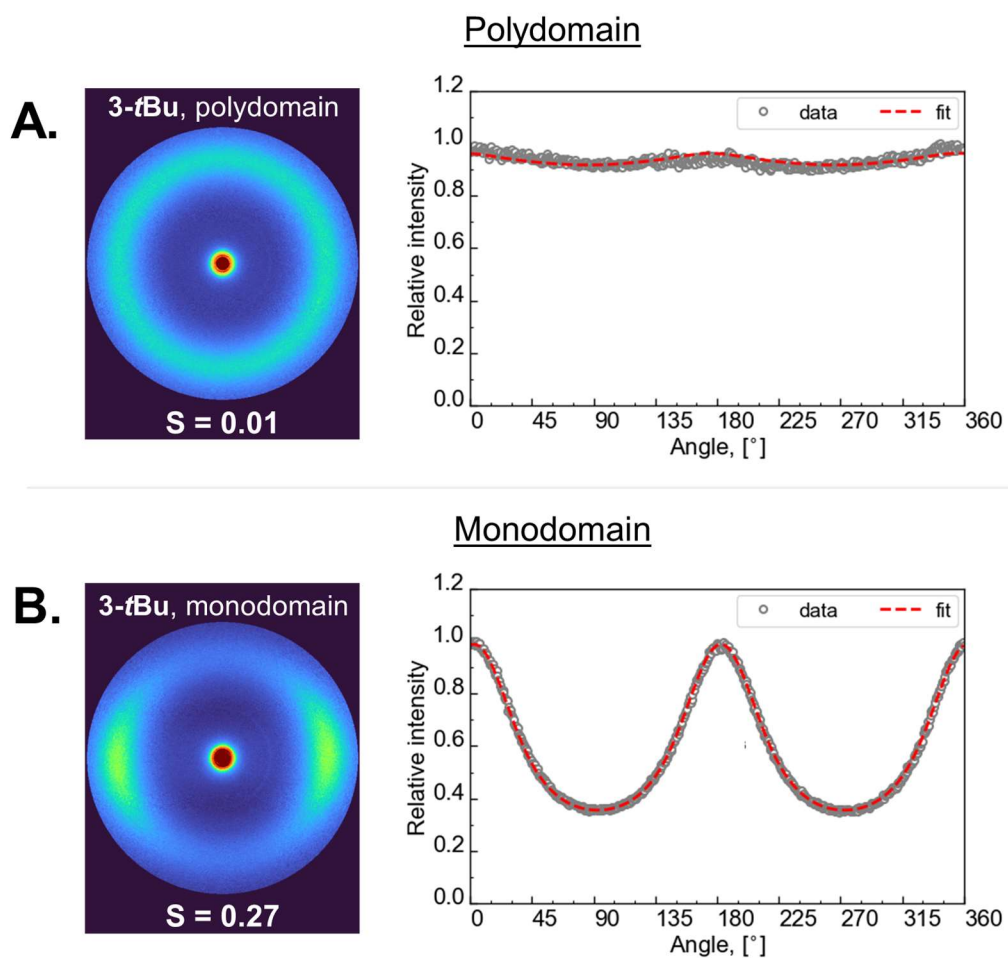 Polydomain
A.
3-tBu, polydomain
S = 0.01
data
fit
Relative intensity
1.2
1.0
0.8
0.6
0.4
0.2
0.0
0 45 90 135 180 225 270 315 360
Angle, [°]
Monodomain
B.
3-tBu, monodomain
S = 0.27
data
fit
Relative intensity
1.2
1.0
0.8
0.6
0.4
0.2
0.0
0 45 90 135 180 225 270 315 360
Angle, [°]